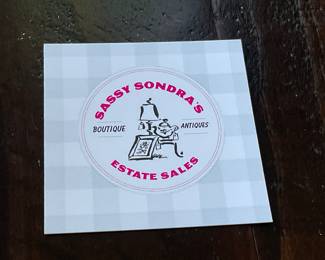 SASSY SONDRA'S
BOUTIQUE ANTIQUES
ESTATE SALES